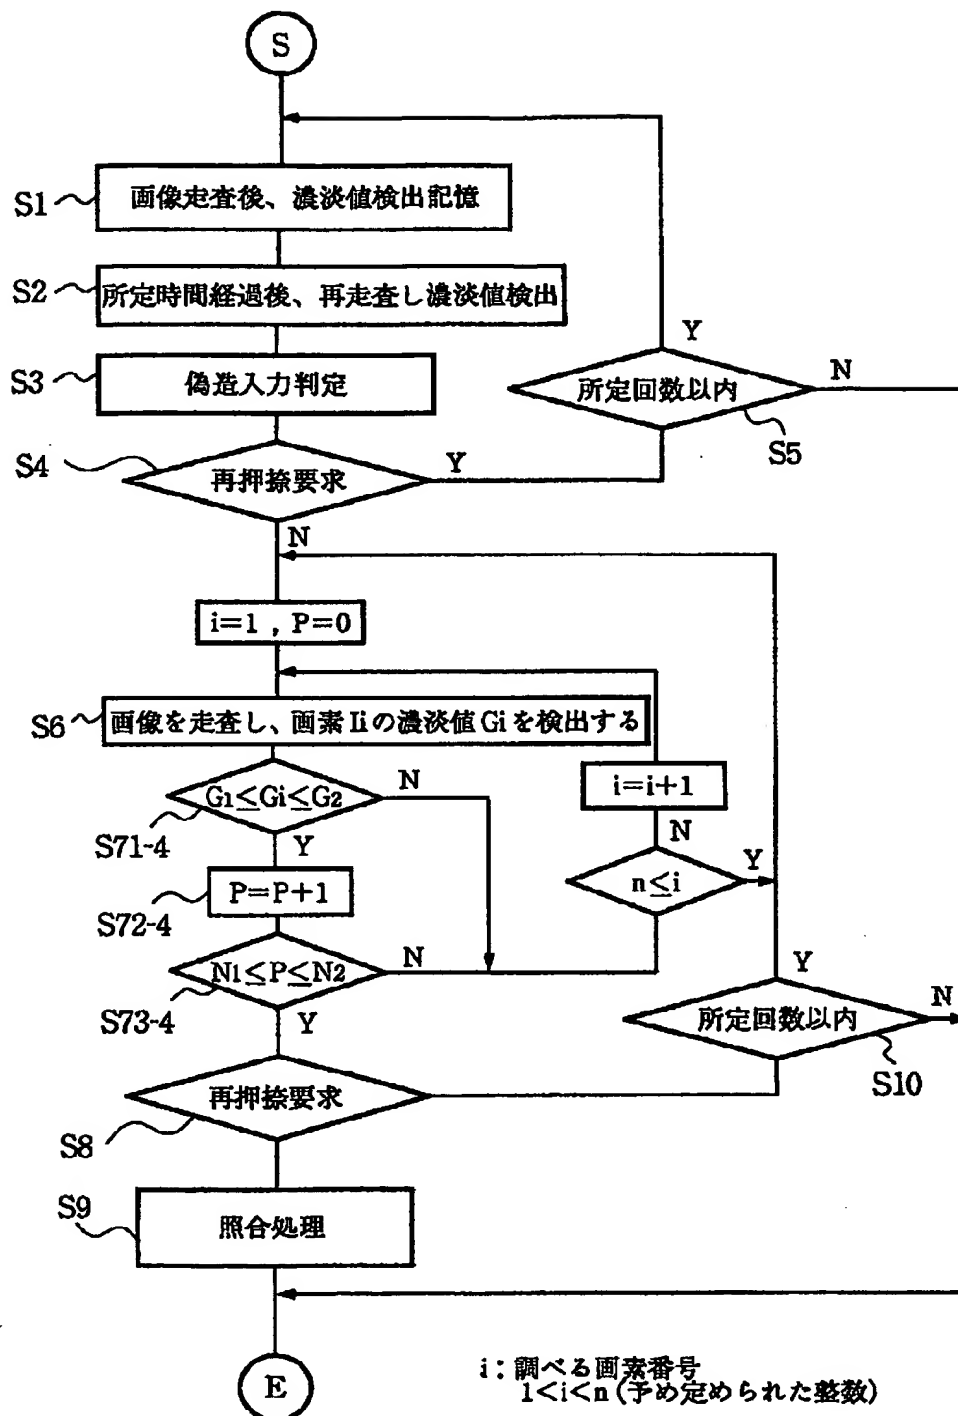 S
S1
画像走査後、濃淡値検出記憶
S2
所定時間経過後、再走査し濃淡値検出
S3
偽造入力判定
Y
所定回数以内
N
S5
S4
再押捺要求
Y
N
i=1 , P=0
S6
画像を走査し、画素Iiの濃淡値Giを検出する
G1≤Gi≤G2
N
S71-4
Y
i=i+1
N
n≤i
Y
P=P+1
S72-4
N1≤P≤N2
N
S73-4
Y
Y
所定回数以内
N
S10
再押捺要求
S8
S9
照合処理
E
i:調べる画素番号
1<i<n(予め定められた整数)